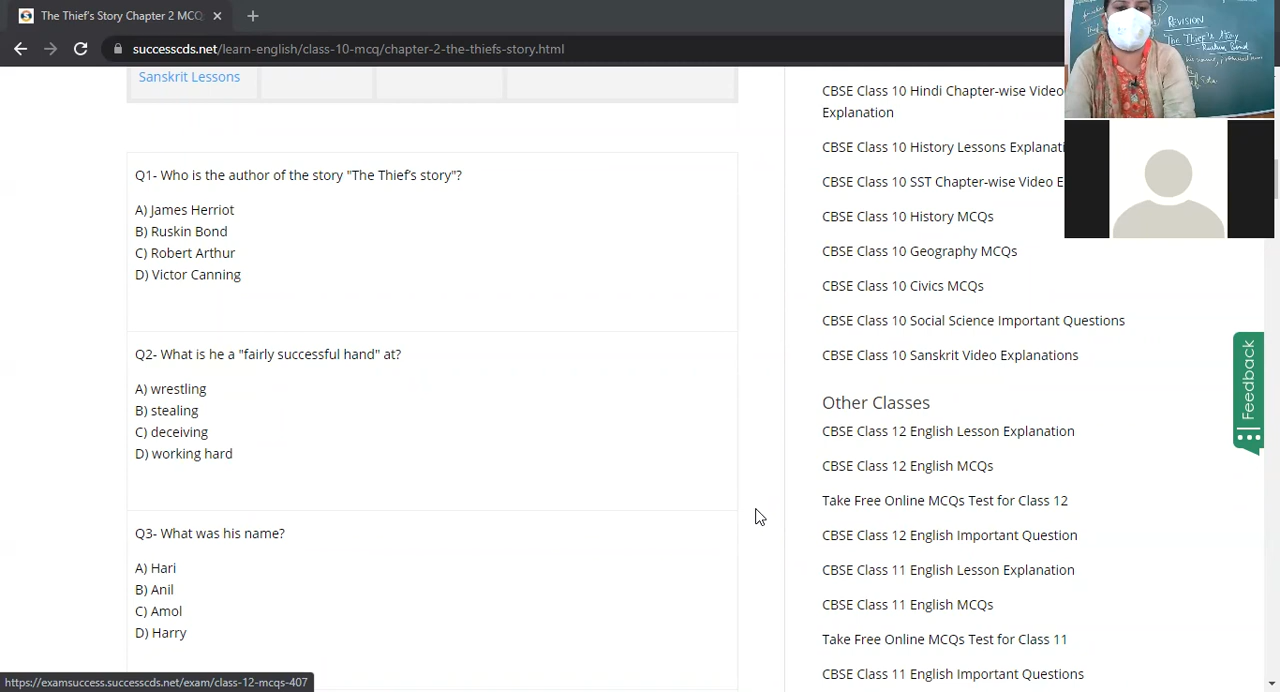 The Thief's Story Chapter 2 MCQ
successcds.net/learn-english/class-10-mcq/chapter-2-the-thiefs-story.html
Sanskrit Lessons
Q1- Who is the author of the story "The Thief's story"?
A) James Herriot
B) Ruskin Bond
C) Robert Arthur
D) Victor Canning
Q2- What is he a "fairly successful hand" at?
A) wrestling
B) stealing
C) deceiving
D) working hard
Q3- What was his name?
A) Hari
B) Anil
C) Amol
D) Harry
https://examsuccess.successcds.net/exam/class-12-mcqs-407
CBSE Class 10 Hindi Chapter-wise Video
Explanation
CBSE Class 10 History Lessons Explanati
CBSE Class 10 SST Chapter-wise Video E
CBSE Class 10 History MCQs
CBSE Class 10 Geography MCQs
CBSE Class 10 Civics MCQs
CBSE Class 10 Social Science Important Questions
CBSE Class 10 Sanskrit Video Explanations
Other Classes
CBSE Class 12 English Lesson Explanation
CBSE Class 12 English MCQs
Take Free Online MCQs Test for Class 12
CBSE Class 12 English Important Question
CBSE Class 11 English Lesson Explanation
CBSE Class 11 English MCQs
Take Free Online MCQs Test for Class 11
CBSE Class 11 English Important Questions
REVISION
The Thief's Story
- Ruskin Bond
Feedback